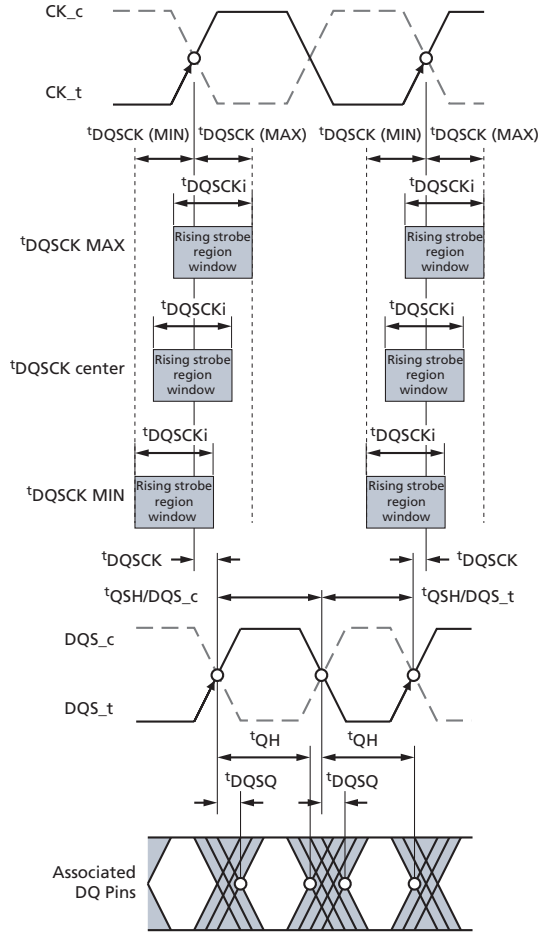 CK_c
CK_t
tDQSCK (MIN) tDQSCK (MAX) tDQSCK (MIN) tDQSCK (MAX)
tDQSCKi tDQSCKi
tDQSCK MAX
Rising strobe
region
window
Rising strobe
region
window
tDQSCKi tDQSCKi
tDQSCK center
Rising strobe
region
window
Rising strobe
region
window
tDQSCKi tDQSCKi
tDQSCK MIN
Rising strobe
region
window
Rising strobe
region
window
tDQSCK tDQSCK
tQSH/DQS_c tQSH/DQS_t
DQS_c
DQS_t
tQH tQH
tDQSQ tDQSQ
Associated
DQ Pins